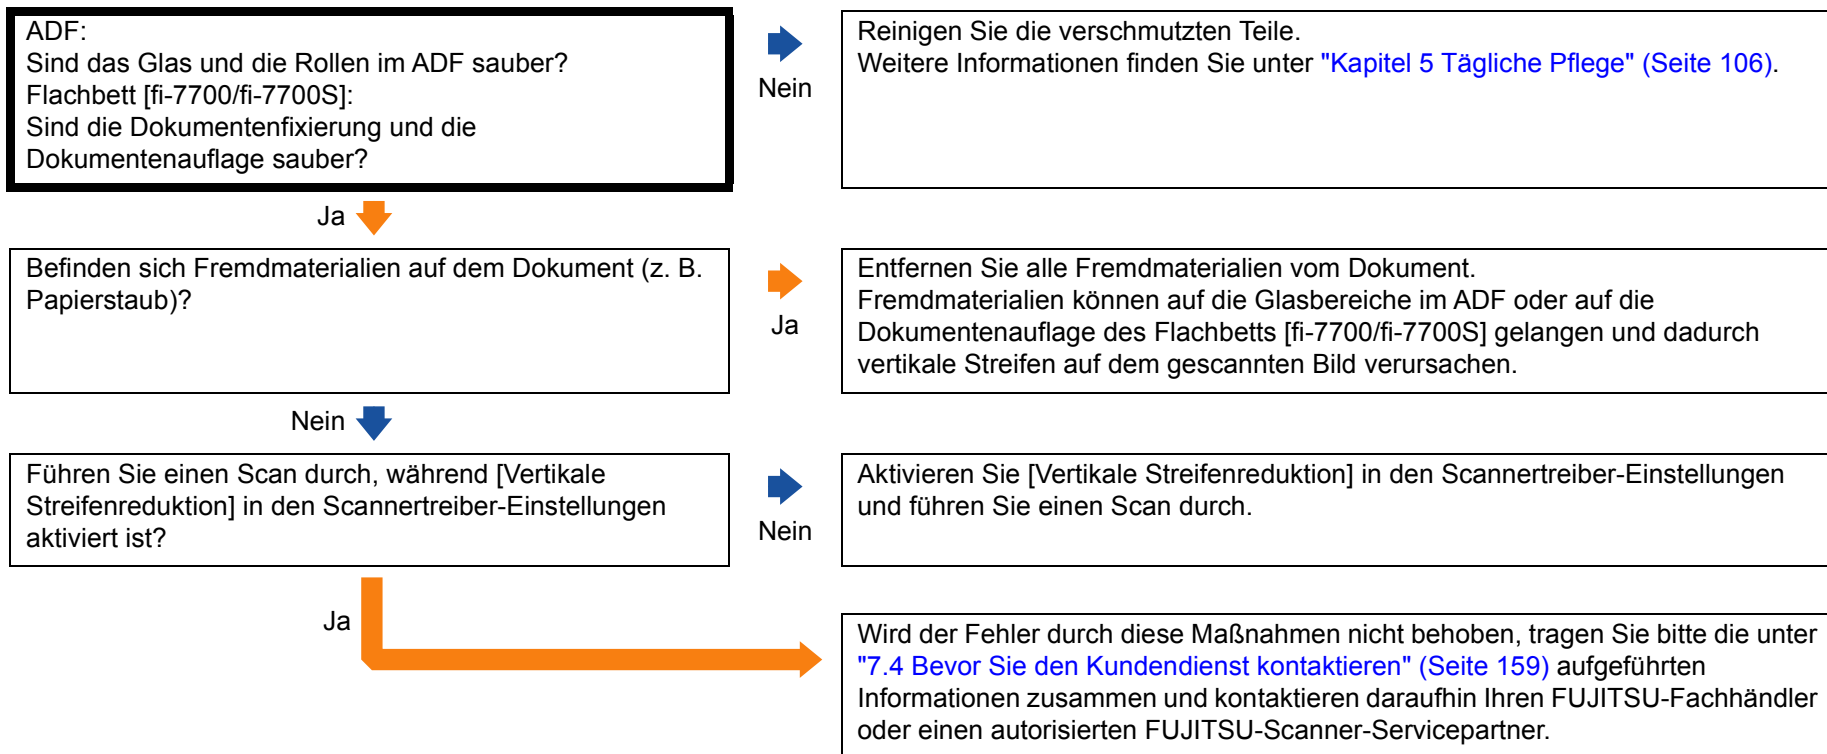 ADF:
Sind das Glas und die Rollen im ADF sauber?
Flachbett [fi-7700/fi-7700S]:
Sind die Dokumentenfixierung und die
Dokumentenauflage sauber?
Nein
Reinigen Sie die verschmutzten Teile.
Weitere Informationen finden Sie unter "Kapitel 5 Tägliche Pflege" (Seite 106).
Ja
Befinden sich Fremdmaterialien auf dem Dokument (z. B.
Papierstaub)?
Ja
Entfernen Sie alle Fremdmaterialien vom Dokument.
Fremdmaterialien können auf die Glasbereiche im ADF oder auf die
Dokumentenauflage des Flachbetts [fi-7700/fi-7700S] gelangen und dadurch
vertikale Streifen auf dem gescannten Bild verursachen.
Nein
Führen Sie einen Scan durch, während [Vertikale
Streifenreduktion] in den Scannertreiber-Einstellungen
aktiviert ist?
Nein
Aktivieren Sie [Vertikale Streifenreduktion] in den Scannertreiber-Einstellungen
und führen Sie einen Scan durch.
Ja
Wird der Fehler durch diese Maßnahmen nicht behoben, tragen Sie bitte die unter
"7.4 Bevor Sie den Kundendienst kontaktieren" (Seite 159) aufgeführten
Informationen zusammen und kontaktieren daraufhin Ihren FUJITSU-Fachhändler
oder einen autorisierten FUJITSU-Scanner-Servicepartner.